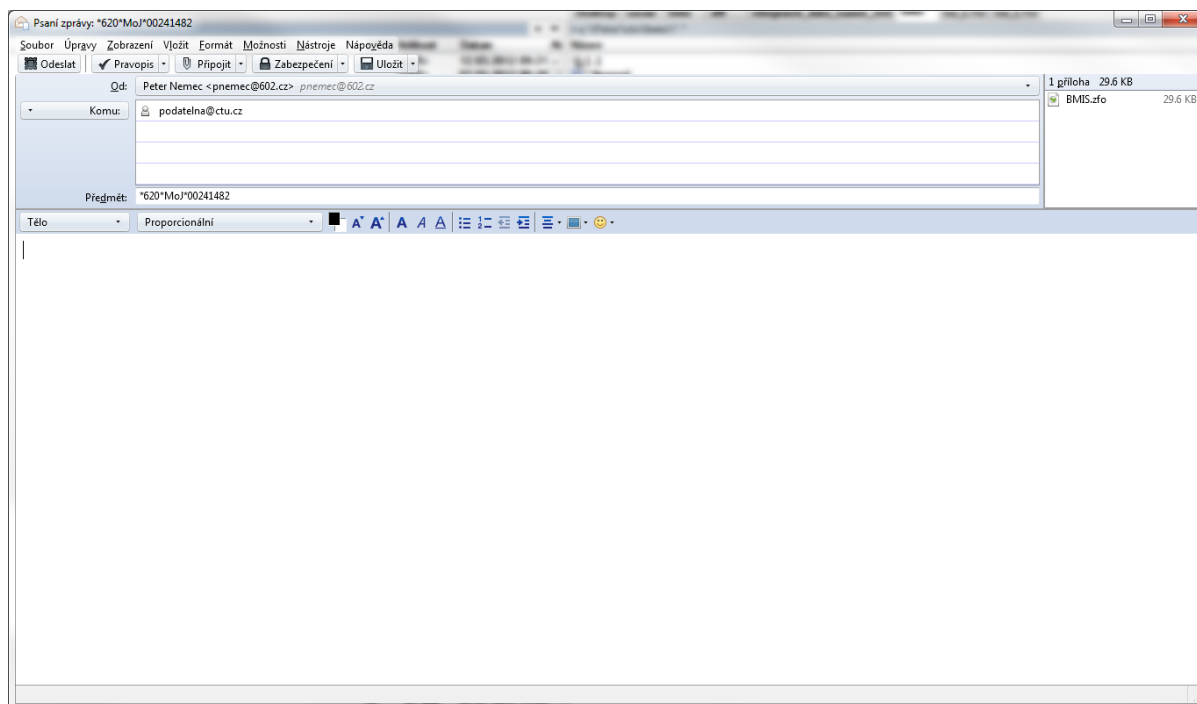 Psaní zprávy: *620*MoJ*00241482
Soubor Úpravy Zobrazení Vložit Formát Možnosti Nástroje Nápověda
Odeslat Pravopis Připojit Zabezpečení Uložit
Od: Peter Nemec <pnemec@602.cz> pnemec@602.cz
1 příloha 29.6 KB
Komu: podatelna@ctu.cz
BMIS.zfo 29.6 KB
Předmět: *620*MoJ*00241482
Tělo Proporcionální